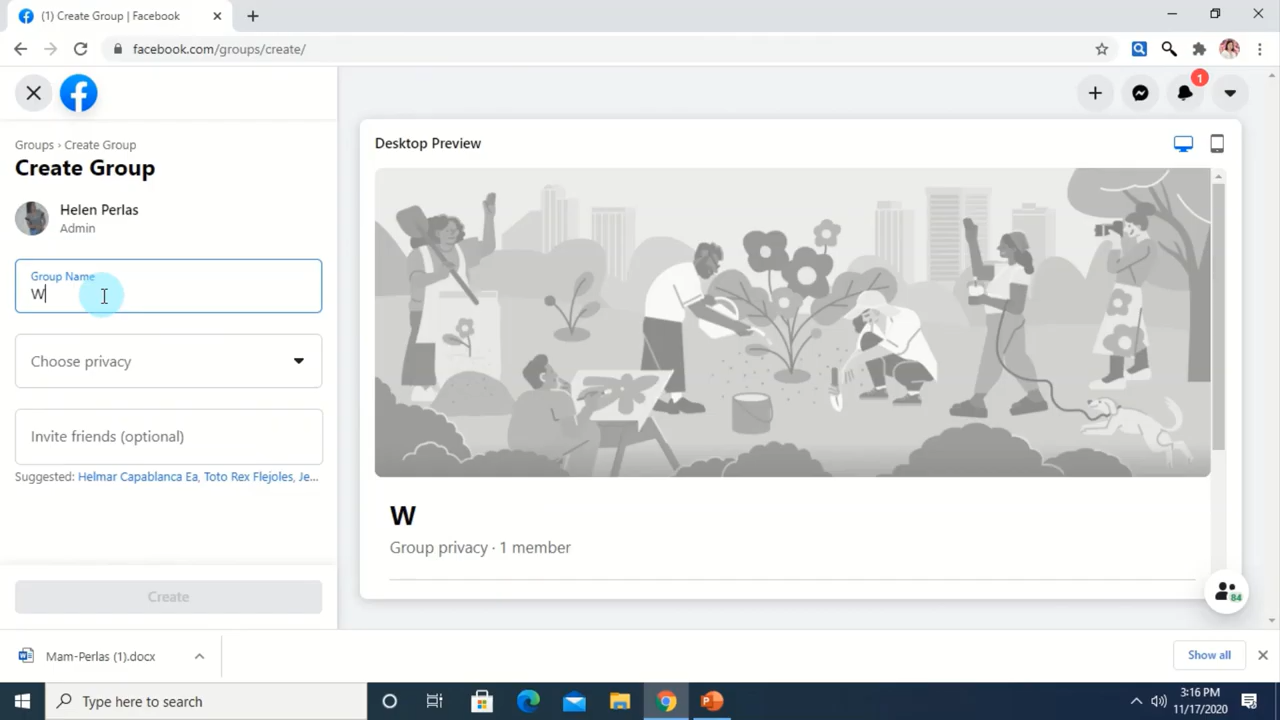 (1) Create Group | Facebook
facebook.com/groups/create/
1
Groups › Create Group
Create Group
Helen Perlas
Admin
Group Name
W
Choose privacy
Invite friends (optional)
Suggested: Helmar Capablanca Ea, Toto Rex Flejoles, Je...
Create
Desktop Preview
W
Group privacy · 1 member
84
Mam-Perlas (1).docx
Show all
Type here to search
3:16 PM
11/17/2020